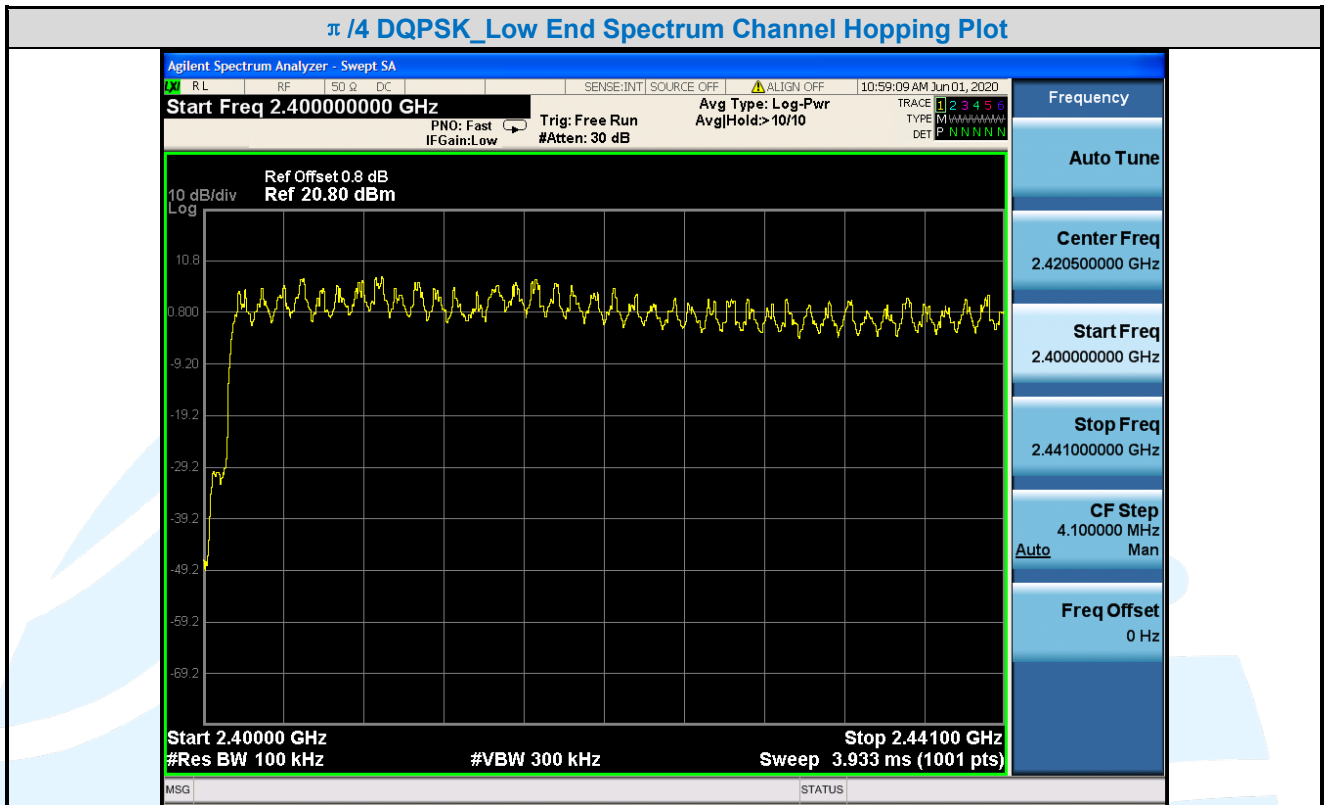 π /4 DQPSK_Low End Spectrum Channel Hopping Plot
Agilent Spectrum Analyzer - Swept SA
LXI RL RF 50 Ω DC SENSE:INT SOURCE OFF ALIGN OFF 10:59:09 AM Jun 01, 2020
Start Freq 2.400000000 GHz
PNO: Fast
IFGain:Low
Trig: Free Run
#Atten: 30 dB
Avg Type: Log-Pwr
Avg|Hold:>10/10
TRACE 1 2 3 4 5 6
TYPE M WWWWW
DET P N N N N N
Ref Offset 0.8 dB
10 dB/div Ref 20.80 dBm
Log
10.8
0.800
-9.20
-19.2
-29.2
-39.2
-49.2
-59.2
-69.2
Start 2.40000 GHz Stop 2.44100 GHz
#Res BW 100 kHz #VBW 300 kHz Sweep 3.933 ms (1001 pts)
MSG STATUS
Frequency
Auto Tune
Center Freq
2.420500000 GHz
Start Freq
2.400000000 GHz
Stop Freq
2.441000000 GHz
CF Step
4.100000 MHz
Auto Man
Freq Offset
0 Hz